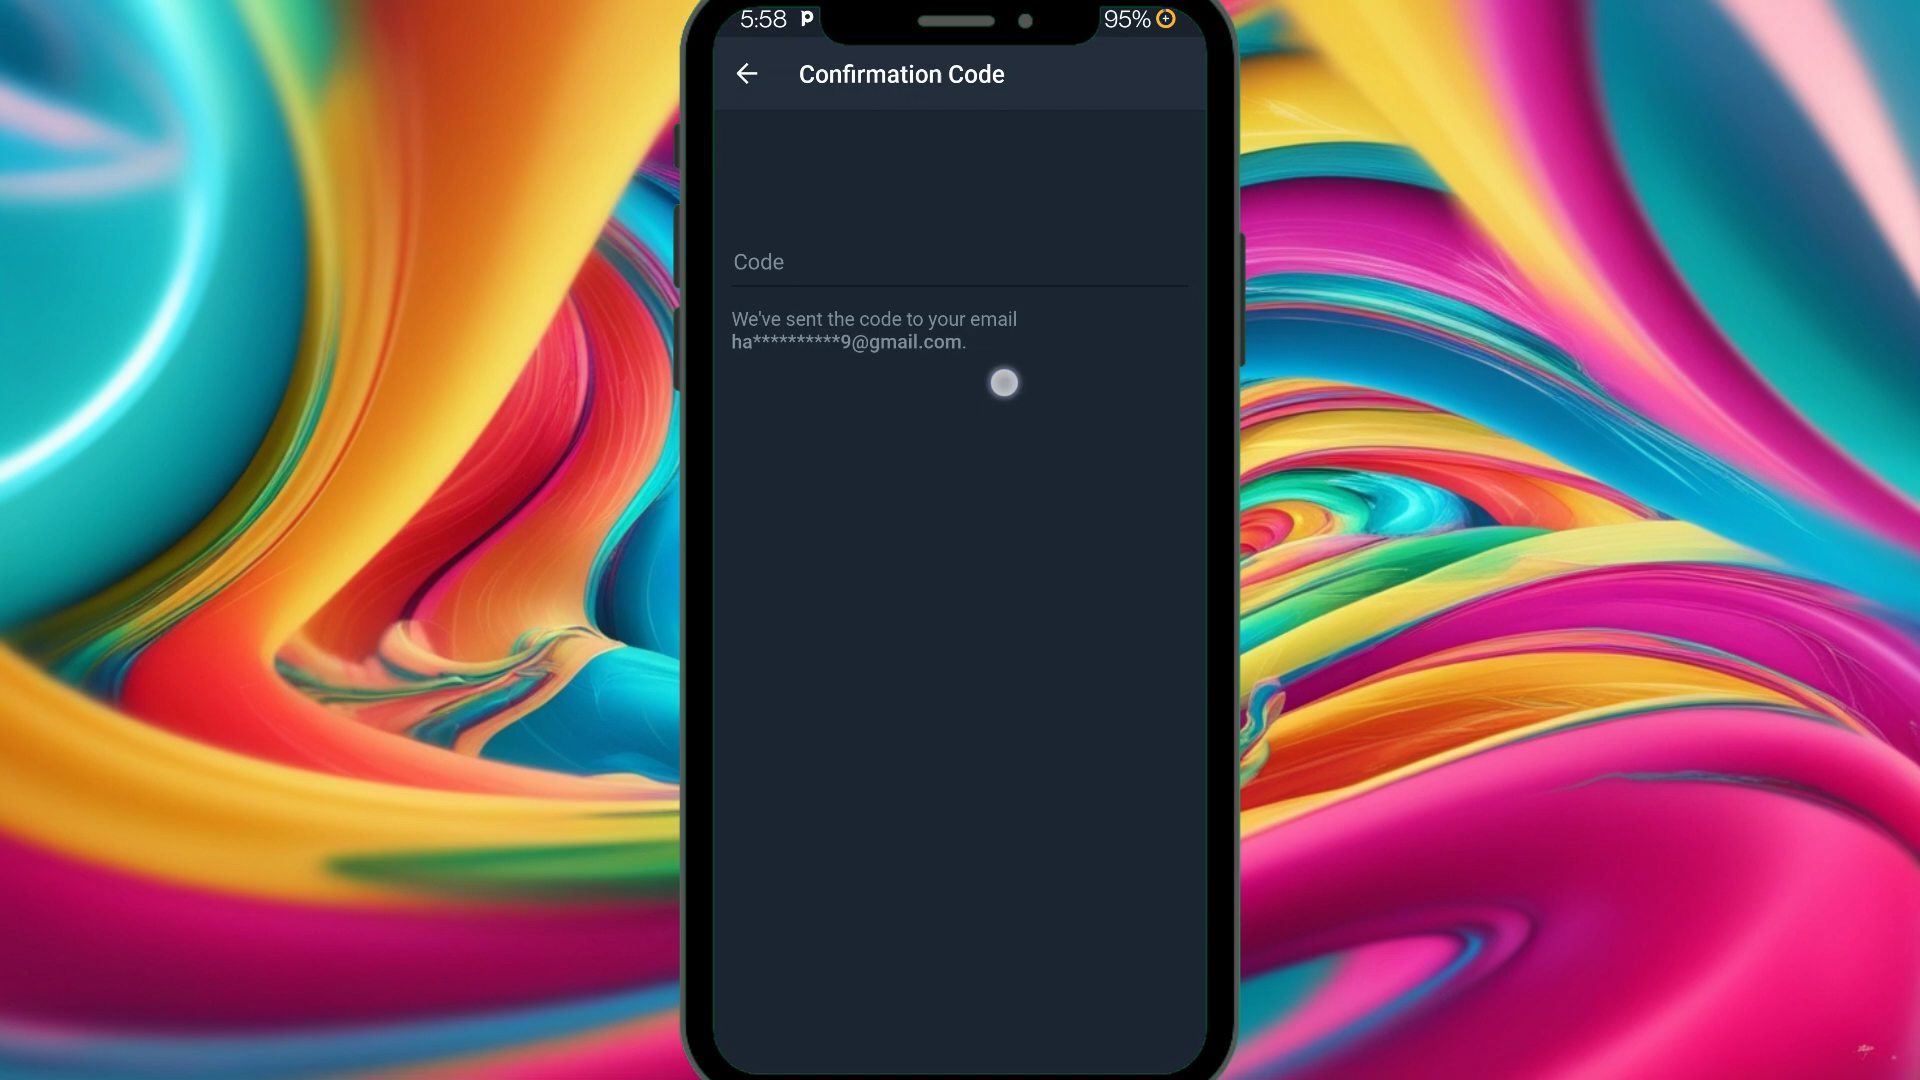 5:58 P 95%
Confirmation Code
Code
We've sent the code to your email
ha**********9@gmail.com.